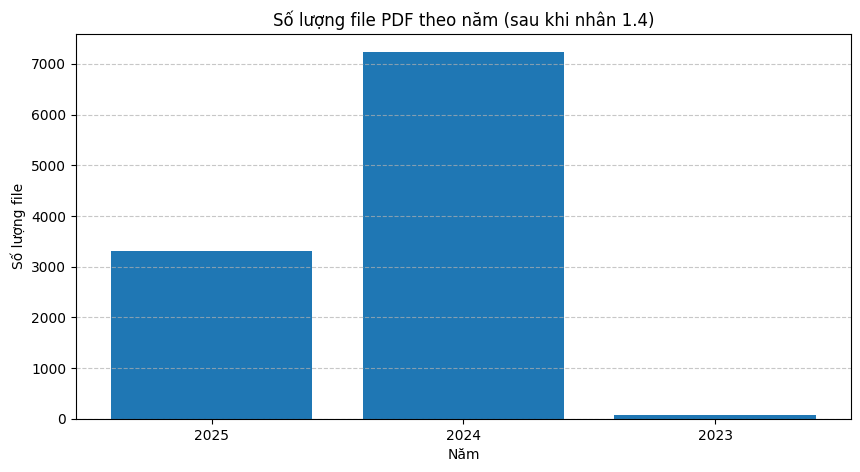 Số lượng file PDF theo năm (sau khi nhân 1.4)
Số lượng file
7000
6000
5000
4000
3000
2000
1000
0
2025 2024 2023
Năm